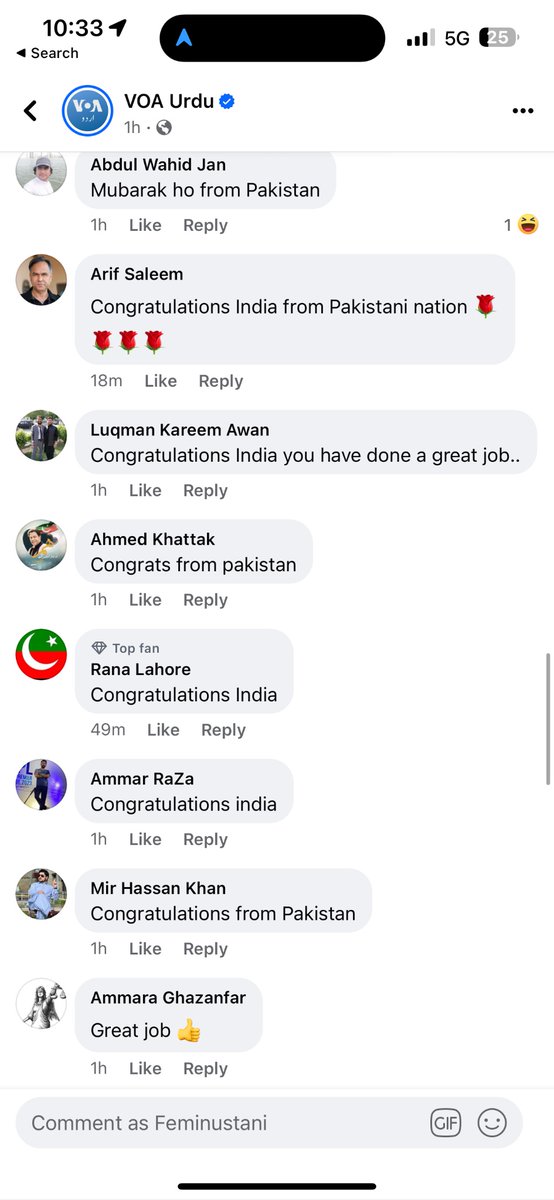 10:33
5G
25
Search
VOA
اردو
VOA Urdu
1h ·
Abdul Wahid Jan
Mubarak ho from Pakistan
1h Like Reply
1
Arif Saleem
Congratulations India from Pakistani nation 🌹
🌹🌹🌹
18m Like Reply
Luqman Kareem Awan
Congratulations India you have done a great job..
1h Like Reply
Ahmed Khattak
Congrats from pakistan
1h Like Reply
Top fan
Rana Lahore
Congratulations India
49m Like Reply
Ammar RaZa
Congratulations india
1h Like Reply
Mir Hassan Khan
Congratulations from Pakistan
1h Like Reply
Ammara Ghazanfar
Great job 👍
1h Like Reply
Comment as Feminustani
GIF